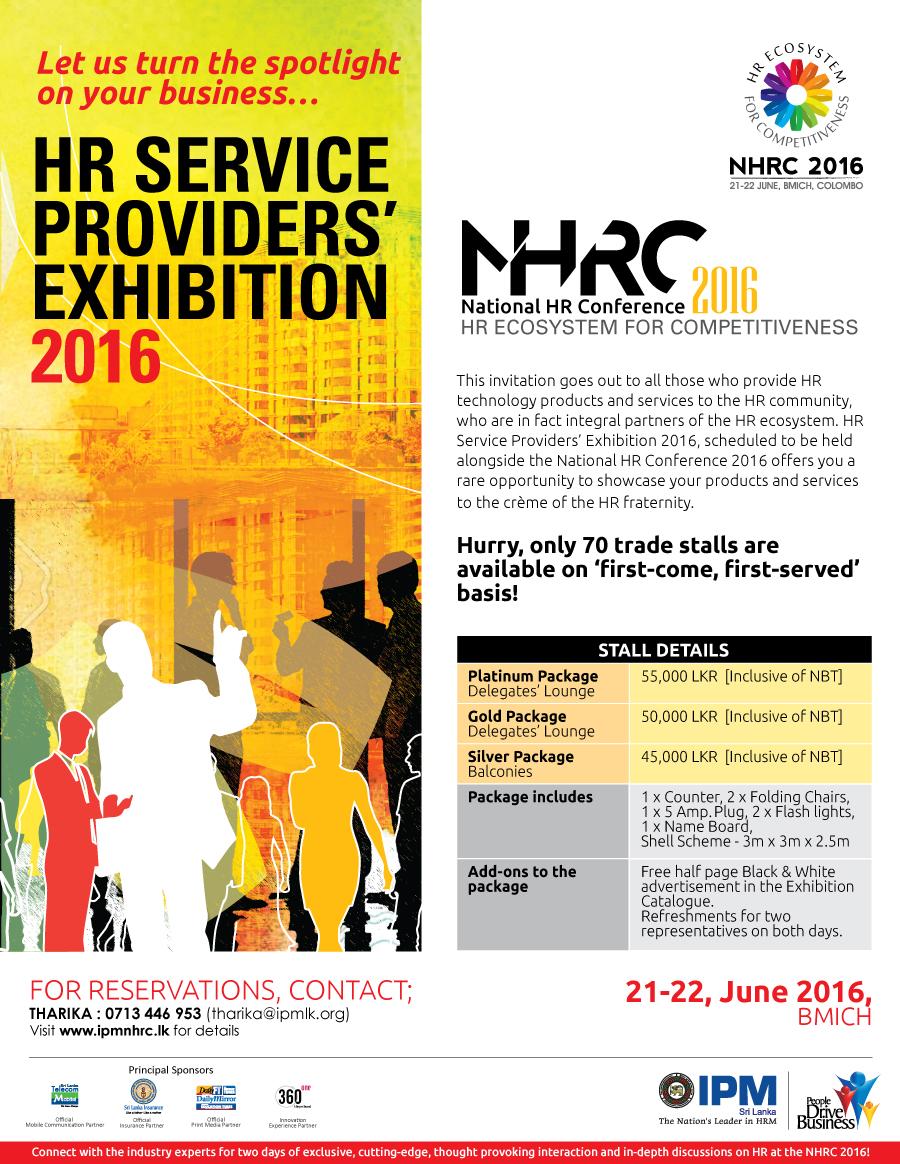 Let us turn the spotlight
on your business...
HR SERVICE
PROVIDERS'
EXHIBITION
2016
HR ECOSYSTEM
FOR COMPETITIVENESS
NHRC 2016
21-22 JUNE, BMICH, COLOMBO
NHRC 2016
National HR Conference
HR ECOSYSTEM FOR COMPETITIVENESS
This invitation goes out to all those who provide HR
technology products and services to the HR community,
who are in fact integral partners of the HR ecosystem. HR
Service Providers' Exhibition 2016, scheduled to be held
alongside the National HR Conference 2016 offers you a
rare opportunity to showcase your products and services
to the crème of the HR fraternity.
Hurry, only 70 trade stalls are
available on 'first-come, first-served'
basis!
STALL DETAILS
Platinum Package 55,000 LKR [Inclusive of NBT]
Delegates' Lounge
Gold Package 50,000 LKR [Inclusive of NBT]
Delegates' Lounge
Silver Package 45,000 LKR [Inclusive of NBT]
Balconies
Package includes 1 x Counter, 2 x Folding Chairs,
1 x 5 Amp. Plug, 2 x Flash lights,
1 x Name Board,
Shell Scheme - 3m x 3m x 2.5m
Add-ons to the Free half page Black & White
package advertisement in the Exhibition
Catalogue.
Refreshments for two
representatives on both days.
FOR RESERVATIONS, CONTACT;
THARIKA : 0713 446 953 (tharika@ipmlk.org)
Visit www.ipmnhrc.lk for details
21-22, June 2016,
BMICH
Principal Sponsors
Sri Lanka
Telecom
Mobitel
Official
Mobile Communication Partner
Sri Lanka Insurance
Official
Insurance Partner
Daily FT
Daily Mirror
Official
Print Media Partner
360 one
Innovation
Experience Partner
IPM
Sri Lanka
The Nation's Leader in HRM
People
Drive
Business
Connect with the industry experts for two days of exclusive, cutting-edge, thought provoking interaction and in-depth discussions on HR at the NHRC 2016!